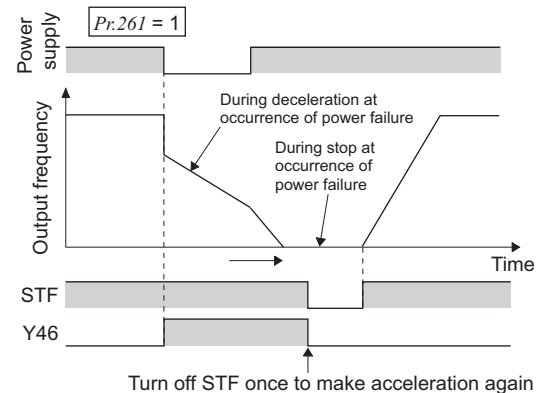 Pr.261 = 1
Power
supply
During deceleration at
occurrence of power failure
During stop at
occurrence of
power failure
Output frequency
Time
STF
Y46
Turn off STF once to make acceleration again